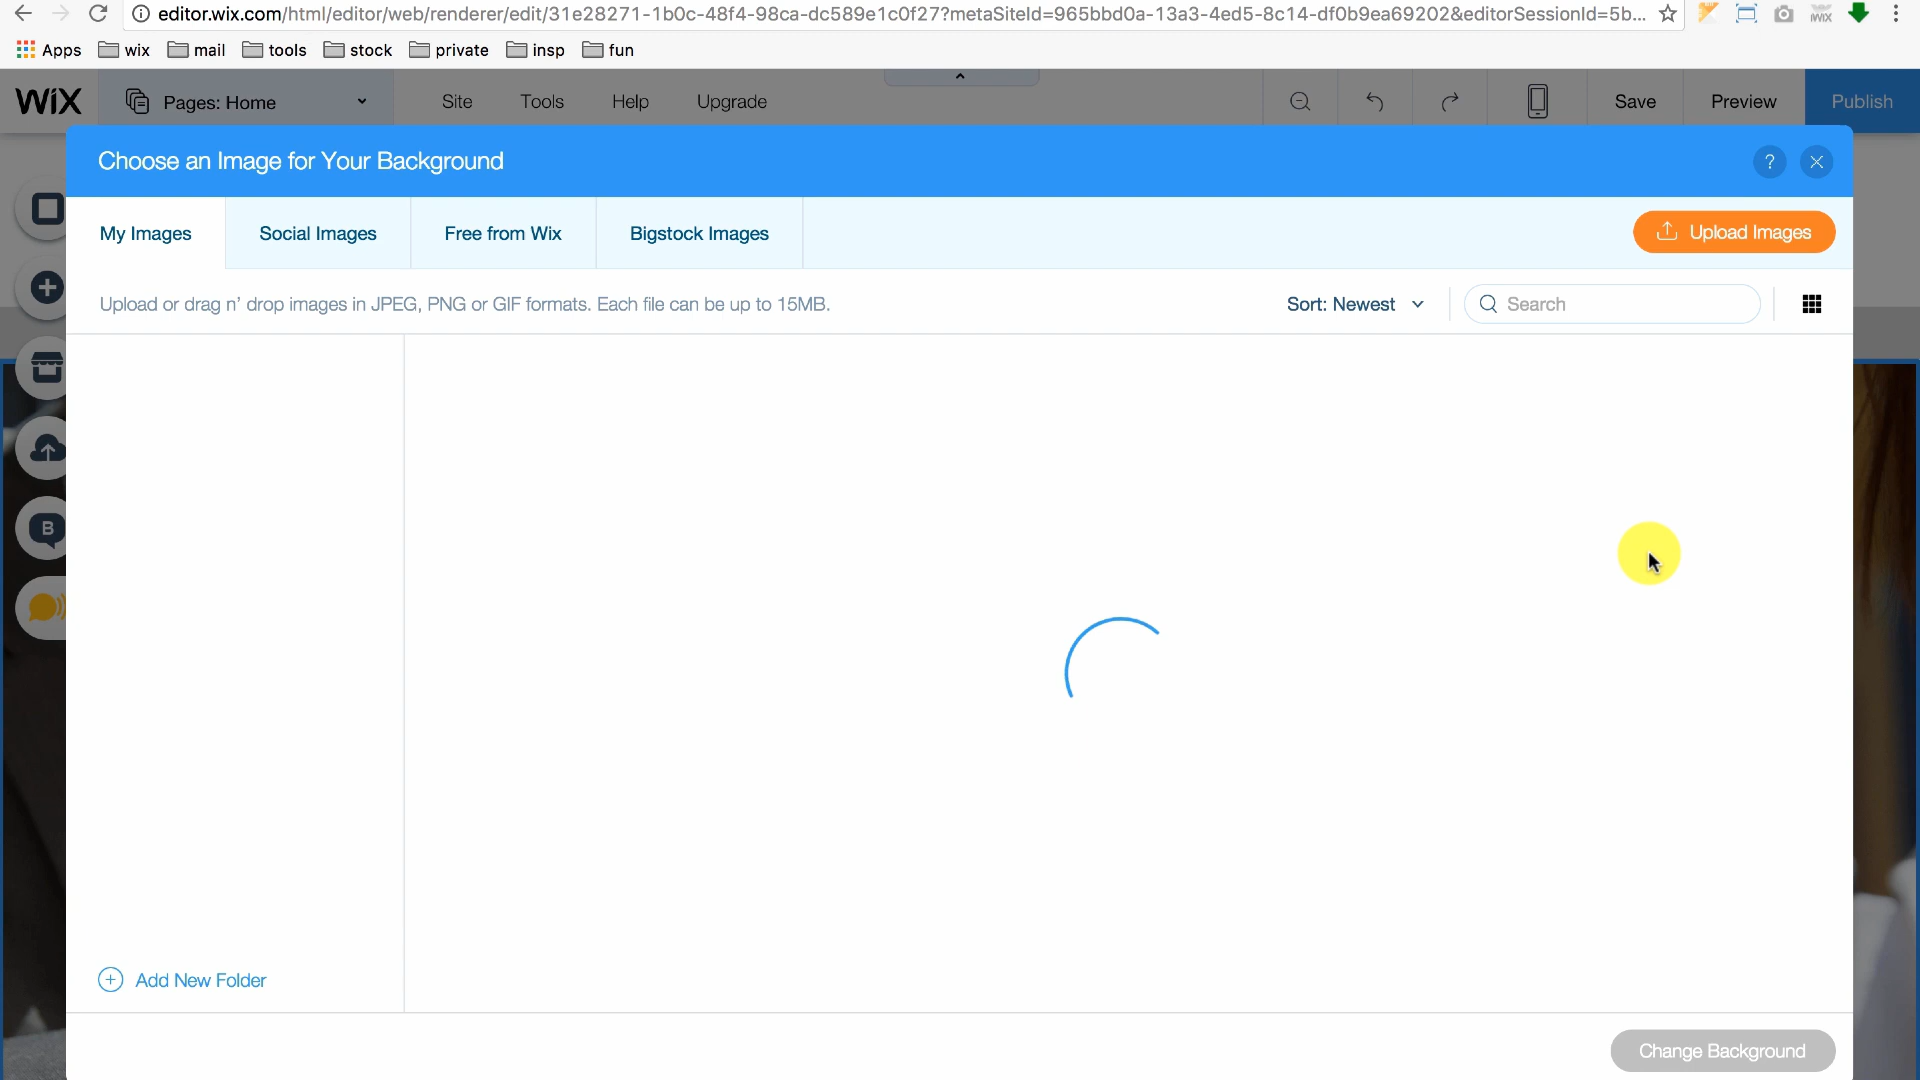 editor.wix.com/html/editor/web/renderer/edit/31e28271-1b0c-48f4-98ca-dc589e1c0f27?metaSiteId=965bbd0a-13a3-4ed5-8c14-df0b9ea69202&editorSessionId=5b...
WIX
Apps wix mail tools stock private insp fun
WiX Pages: Home Site Tools Help Upgrade Save Preview Publish
Choose an Image for Your Background ?
My Images Social Images Free from Wix Bigstock Images Upload Images
Upload or drag n' drop images in JPEG, PNG or GIF formats. Each file can be up to 15MB. Sort: Newest Search
B
Add New Folder
Change Background